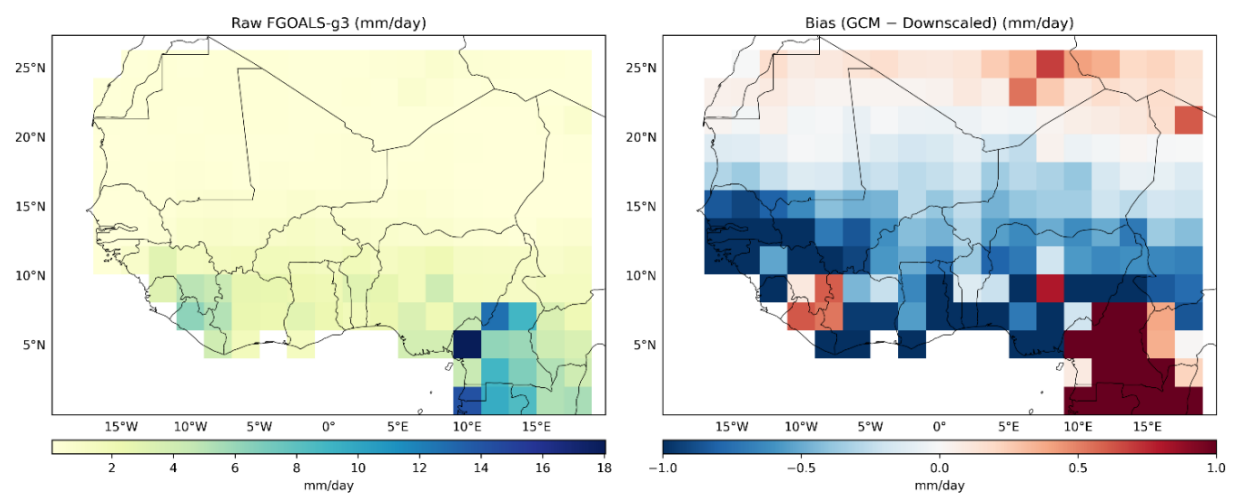 Raw FGOALS-g3 (mm/day)
25°N
20°N
15°N
10°N
5°N
15°W 10°W 5°W 0° 5°E 10°E 15°E
2 4 6 8 10 12 14 16 18
mm/day
Bias (GCM − Downscaled) (mm/day)
25°N
20°N
15°N
10°N
5°N
15°W 10°W 5°W 0° 5°E 10°E 15°E
−1.0 −0.5 0.0 0.5 1.0
mm/day